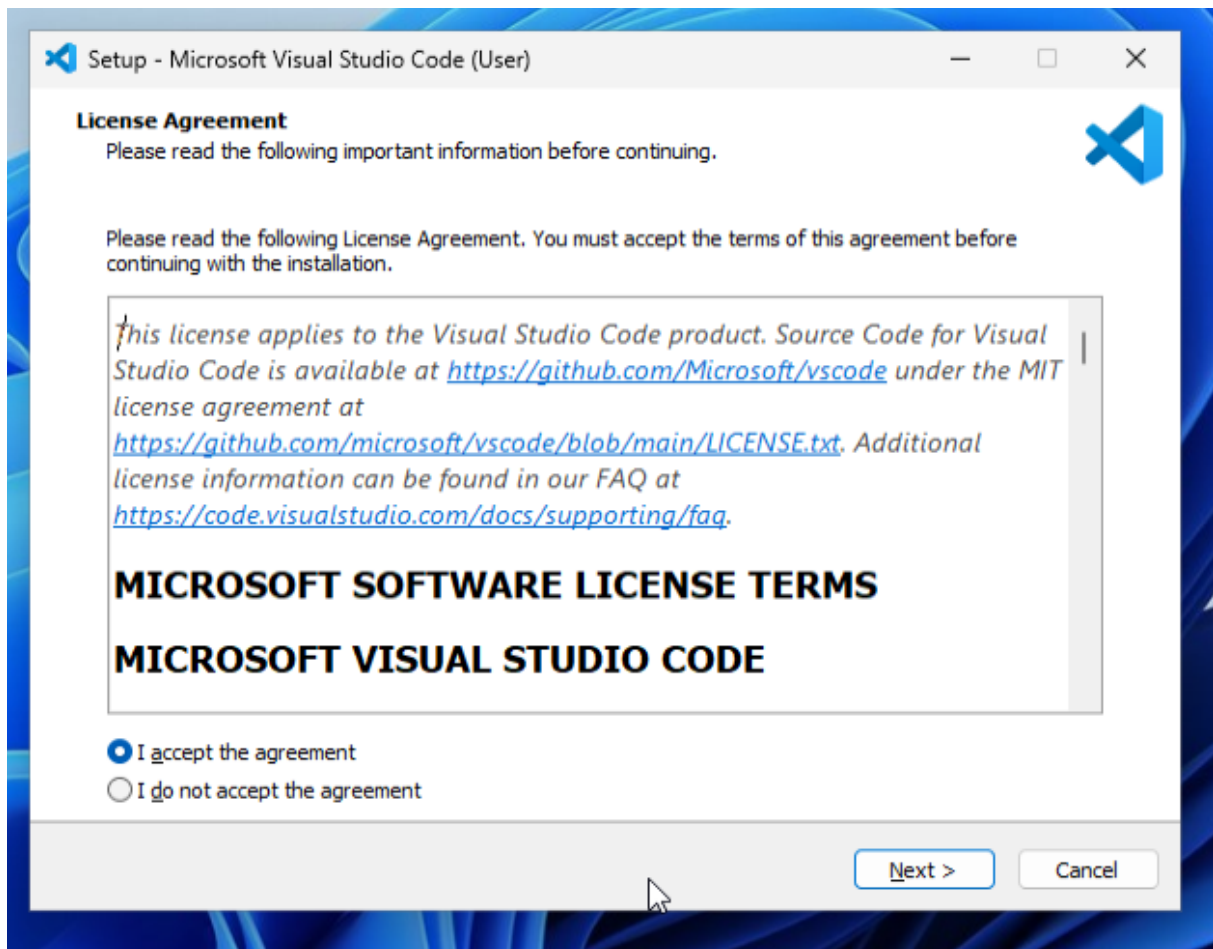 Setup - Microsoft Visual Studio Code (User)
License Agreement
Please read the following important information before continuing.
Please read the following License Agreement. You must accept the terms of this agreement before
continuing with the installation.
This license applies to the Visual Studio Code product. Source Code for Visual
Studio Code is available at https://github.com/Microsoft/vscode under the MIT
license agreement at
https://github.com/microsoft/vscode/blob/main/LICENSE.txt. Additional
license information can be found in our FAQ at
https://code.visualstudio.com/docs/supporting/faq.
MICROSOFT SOFTWARE LICENSE TERMS
MICROSOFT VISUAL STUDIO CODE
I accept the agreement
I do not accept the agreement
Next >
Cancel